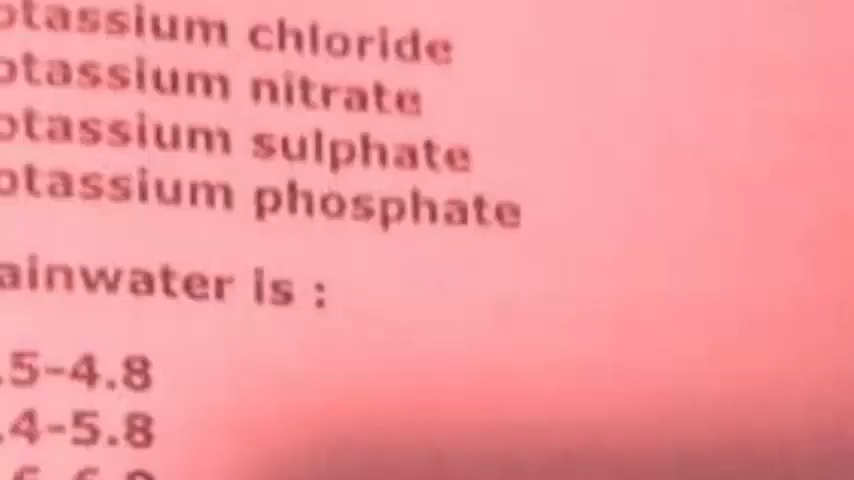 otassium chloride
otassium nitrate
otassium sulphate
otassium phosphate
ainwater is :
.5-4.8
.4-5.8